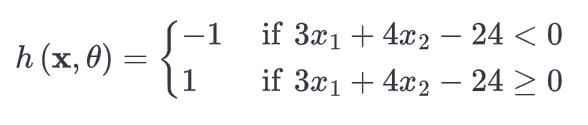 h (x, θ) = { −1 if 3x₁ + 4x₂ − 24 < 0
1 if 3x₁ + 4x₂ − 24 ≥ 0